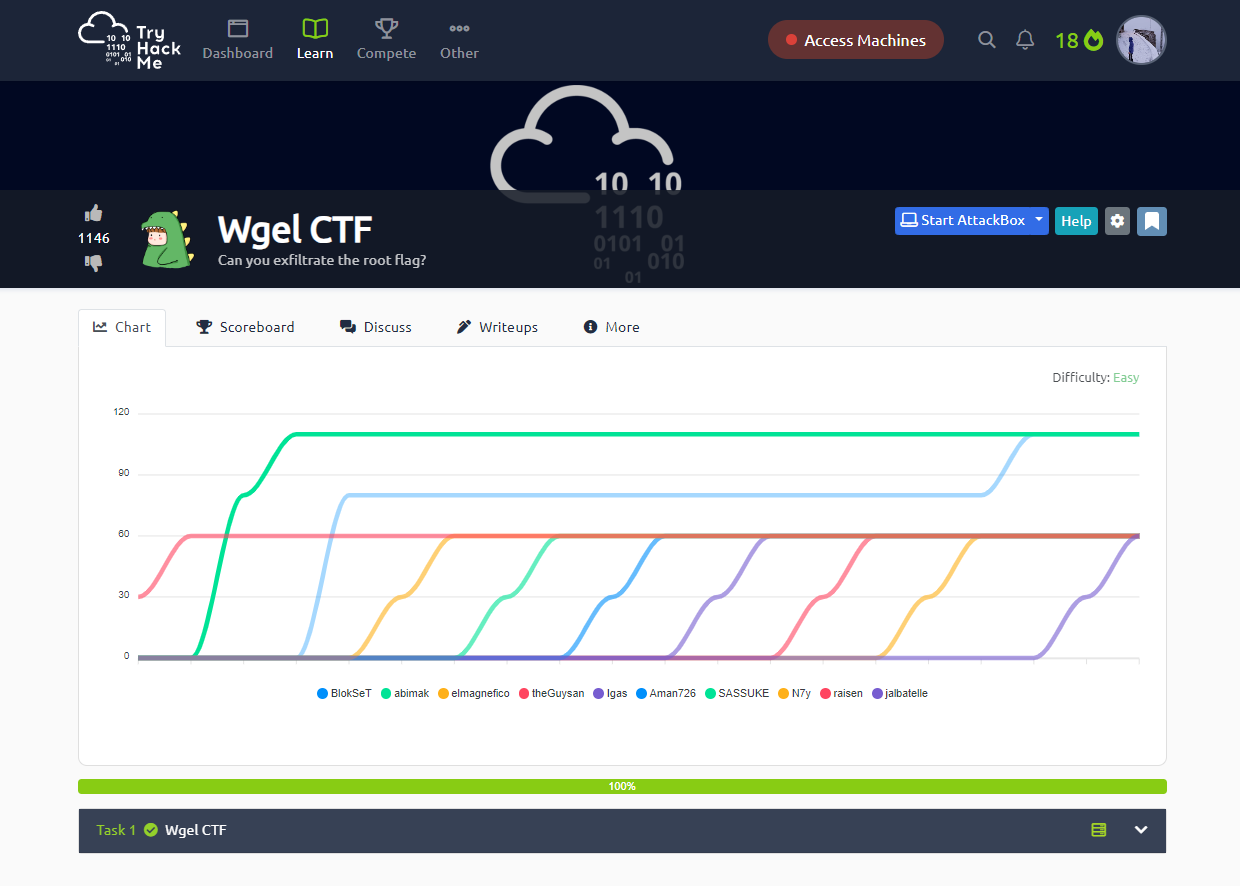 Try
Hack
Me
10 10
1110
0101 01
01 010
01
Dashboard
Learn
Compete
Other
Access Machines
18
10 10
1110
0101 01
01 010
01
1146
Wgel CTF
Can you exfiltrate the root flag?
Start AttackBox
Help
Chart
Scoreboard
Discuss
Writeups
More
Difficulty: Easy
120
90
60
30
0
BlokSeT abimak elmagnefico theGuysan Igas Aman726 SASSUKE N7y raisen jalbatelle
100%
Task 1 Wgel CTF